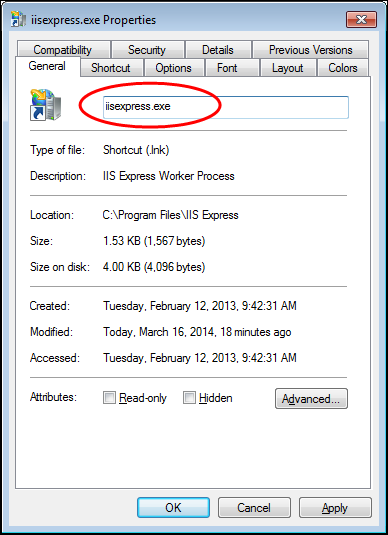 iisexpress.exe Properties
Compatibility Security Details Previous Versions
General Shortcut Options Font Layout Colors
iisexpress.exe
Type of file: Shortcut (.lnk)
Description: IIS Express Worker Process
Location: C:\Program Files\IIS Express
Size: 1.53 KB (1,567 bytes)
Size on disk: 4.00 KB (4,096 bytes)
Created: Tuesday, February 12, 2013, 9:42:31 AM
Modified: Today, March 16, 2014, 18 minutes ago
Accessed: Tuesday, February 12, 2013, 9:42:31 AM
Attributes: Read-only Hidden Advanced...
OK Cancel Apply